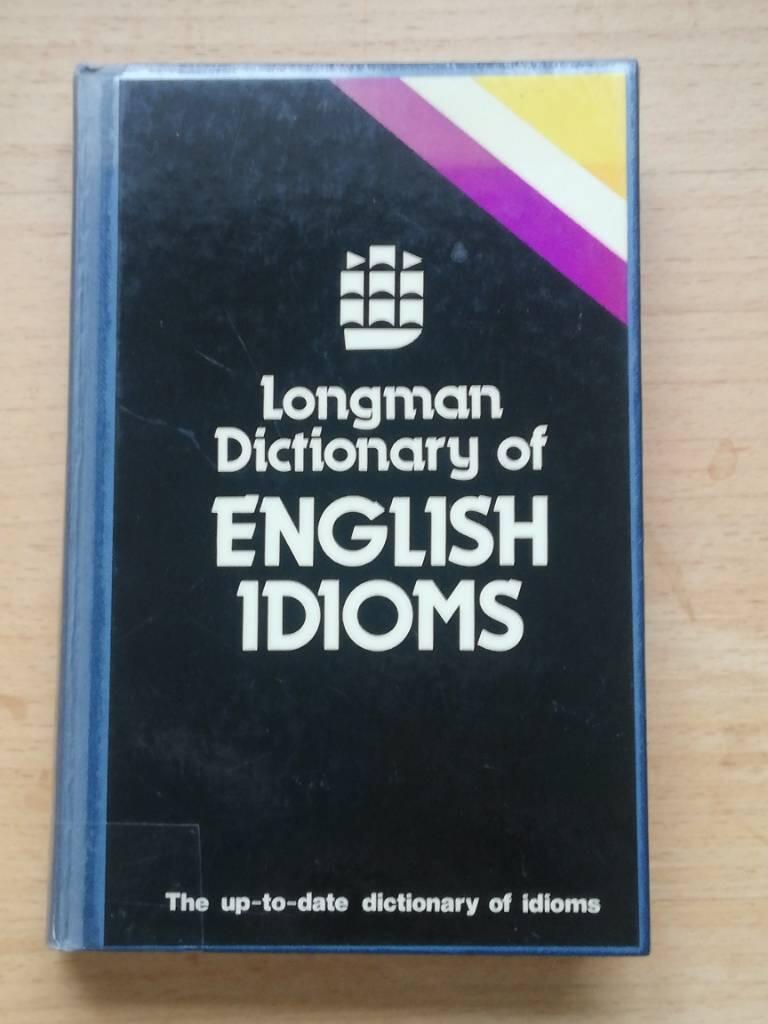 Longman
Dictionary of
ENGLISH
IDIOMS
The up-to-date dictionary of idioms